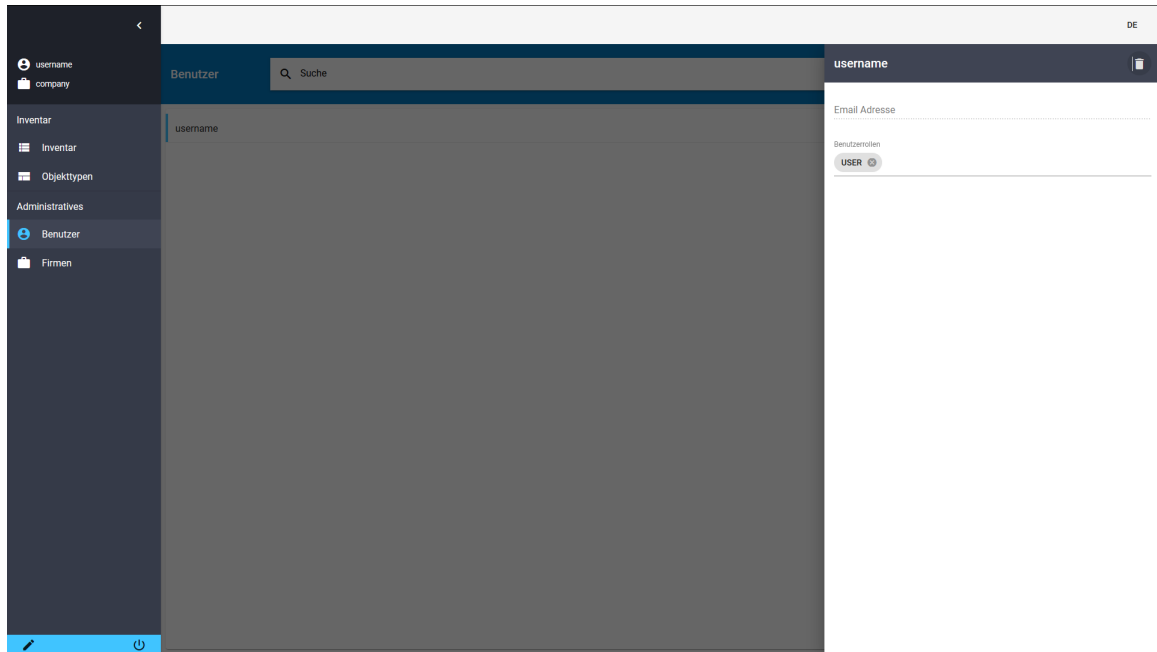 DE
username
company
Inventar
Inventar
Objekttypen
Administratives
Benutzer
Firmen
Benutzer
Suche
username
username
Email Adresse
Benutzerrollen
USER